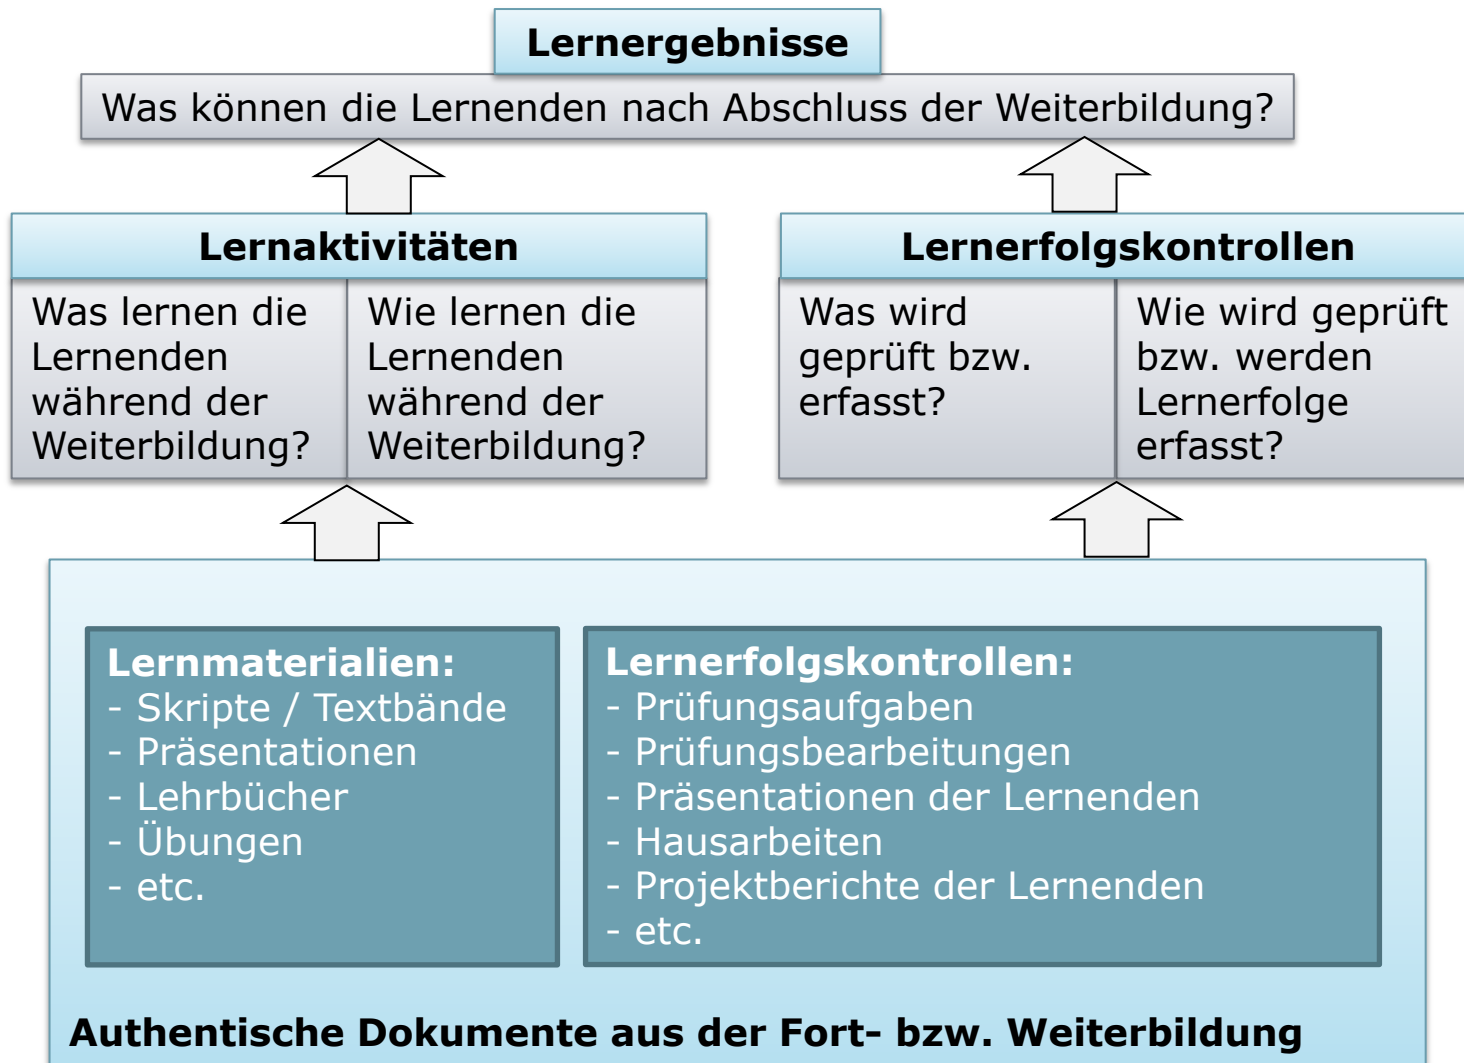 Lernergebnisse
Was können die Lernenden nach Abschluss der Weiterbildung?
Lernaktivitäten
Was lernen die
Lernenden
während der
Weiterbildung?
Wie lernen die
Lernenden
während der
Weiterbildung?
Lernerfolgskontrollen
Was wird
geprüft bzw.
erfasst?
Wie wird geprüft
bzw. werden
Lernerfolge
erfasst?
Lernmaterialien:
- Skripte / Textbände
- Präsentationen
- Lehrbücher
- Übungen
- etc.
Lernerfolgskontrollen:
- Prüfungsaufgaben
- Prüfungsbearbeitungen
- Präsentationen der Lernenden
- Hausarbeiten
- Projektberichte der Lernenden
- etc.
Authentische Dokumente aus der Fort- bzw. Weiterbildung